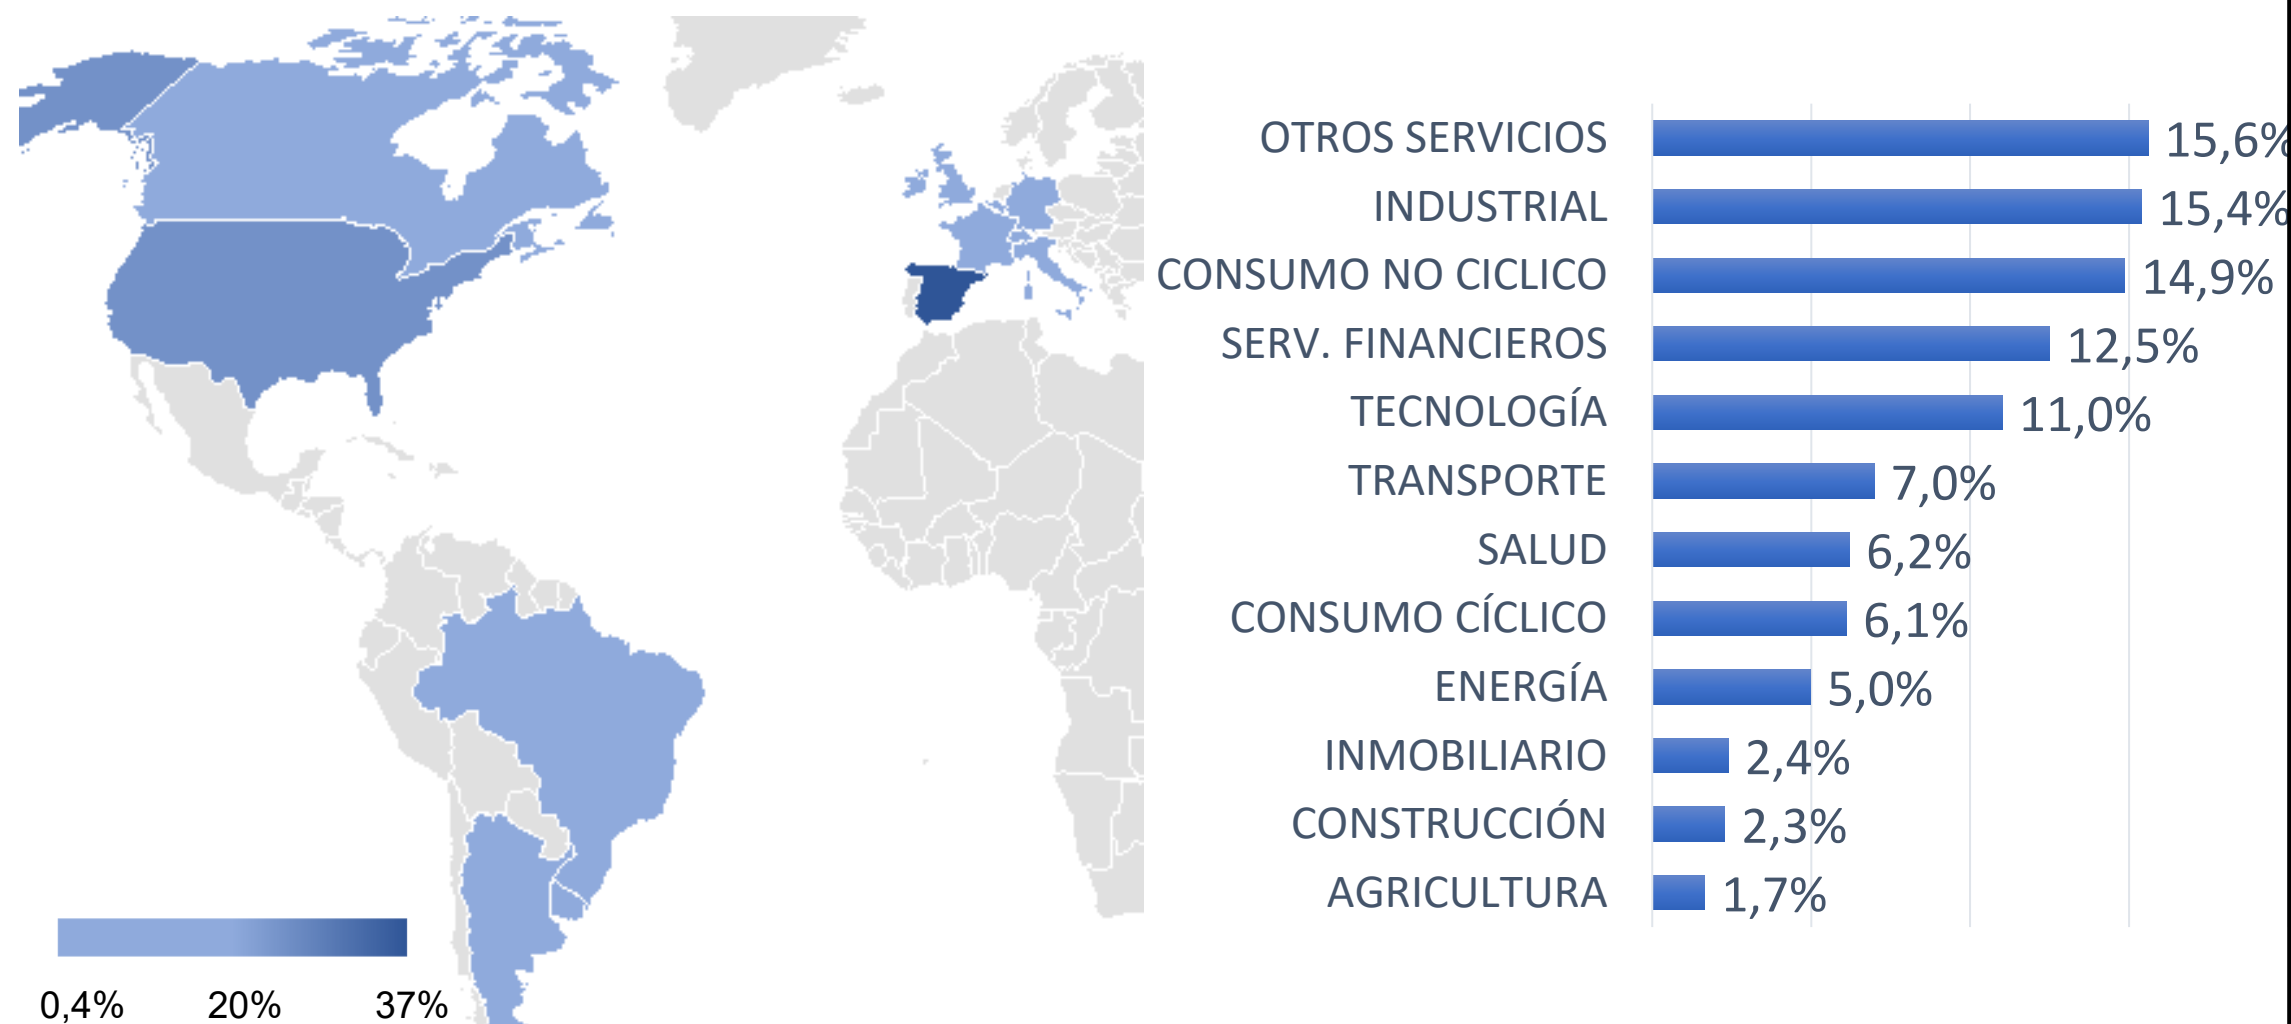 OTROS SERVICIOS 15,6%
INDUSTRIAL 15,4%
CONSUMO NO CICLICO 14,9%
SERV. FINANCIEROS 12,5%
TECNOLOGÍA 11,0%
TRANSPORTE 7,0%
SALUD 6,2%
CONSUMO CÍCLICO 6,1%
ENERGÍA 5,0%
INMOBILIARIO 2,4%
CONSTRUCCIÓN 2,3%
AGRICULTURA 1,7%
0,4% 20% 37%